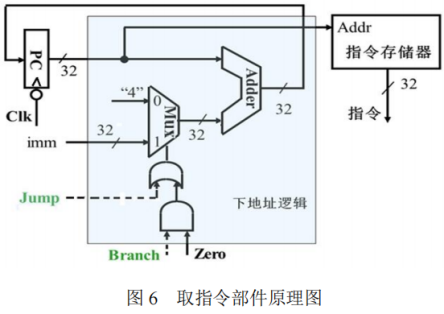 Addr
指令存储器
PC
32
32
32
指令
Clk
"4"
0
Mux
1
32
Adder
imm
32
Jump
下地址逻辑
Branch
Zero
图 6 取指令部件原理图